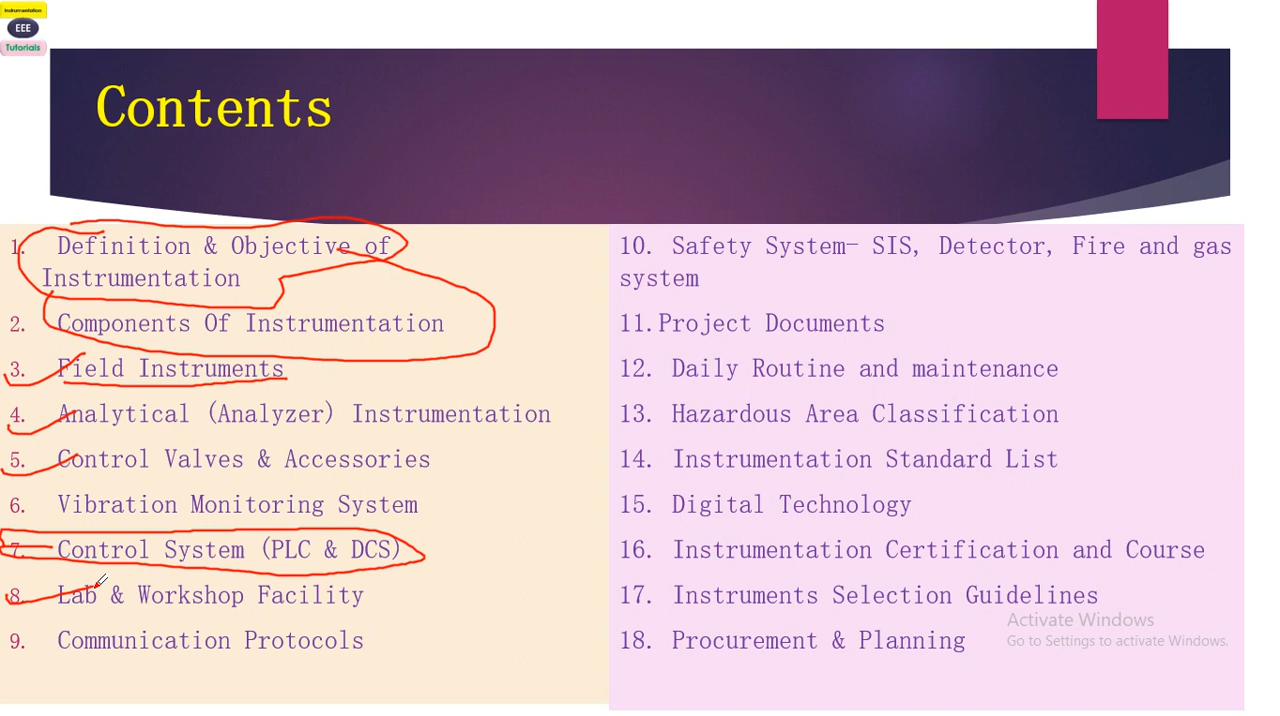 Instrumentation
EEE
Tutorials
Contents
1. Definition & Objective of
Instrumentation
2. Components Of Instrumentation
3. Field Instruments
4. Analytical (Analyzer) Instrumentation
5. Control Valves & Accessories
6. Vibration Monitoring System
7. Control System (PLC & DCS)
8. Lab & Workshop Facility
9. Communication Protocols
10. Safety System- SIS, Detector, Fire and gas
system
11.Project Documents
12. Daily Routine and maintenance
13. Hazardous Area Classification
14. Instrumentation Standard List
15. Digital Technology
16. Instrumentation Certification and Course
17. Instruments Selection Guidelines
18. Procurement & Planning
Activate Windows
Go to Settings to activate Windows.